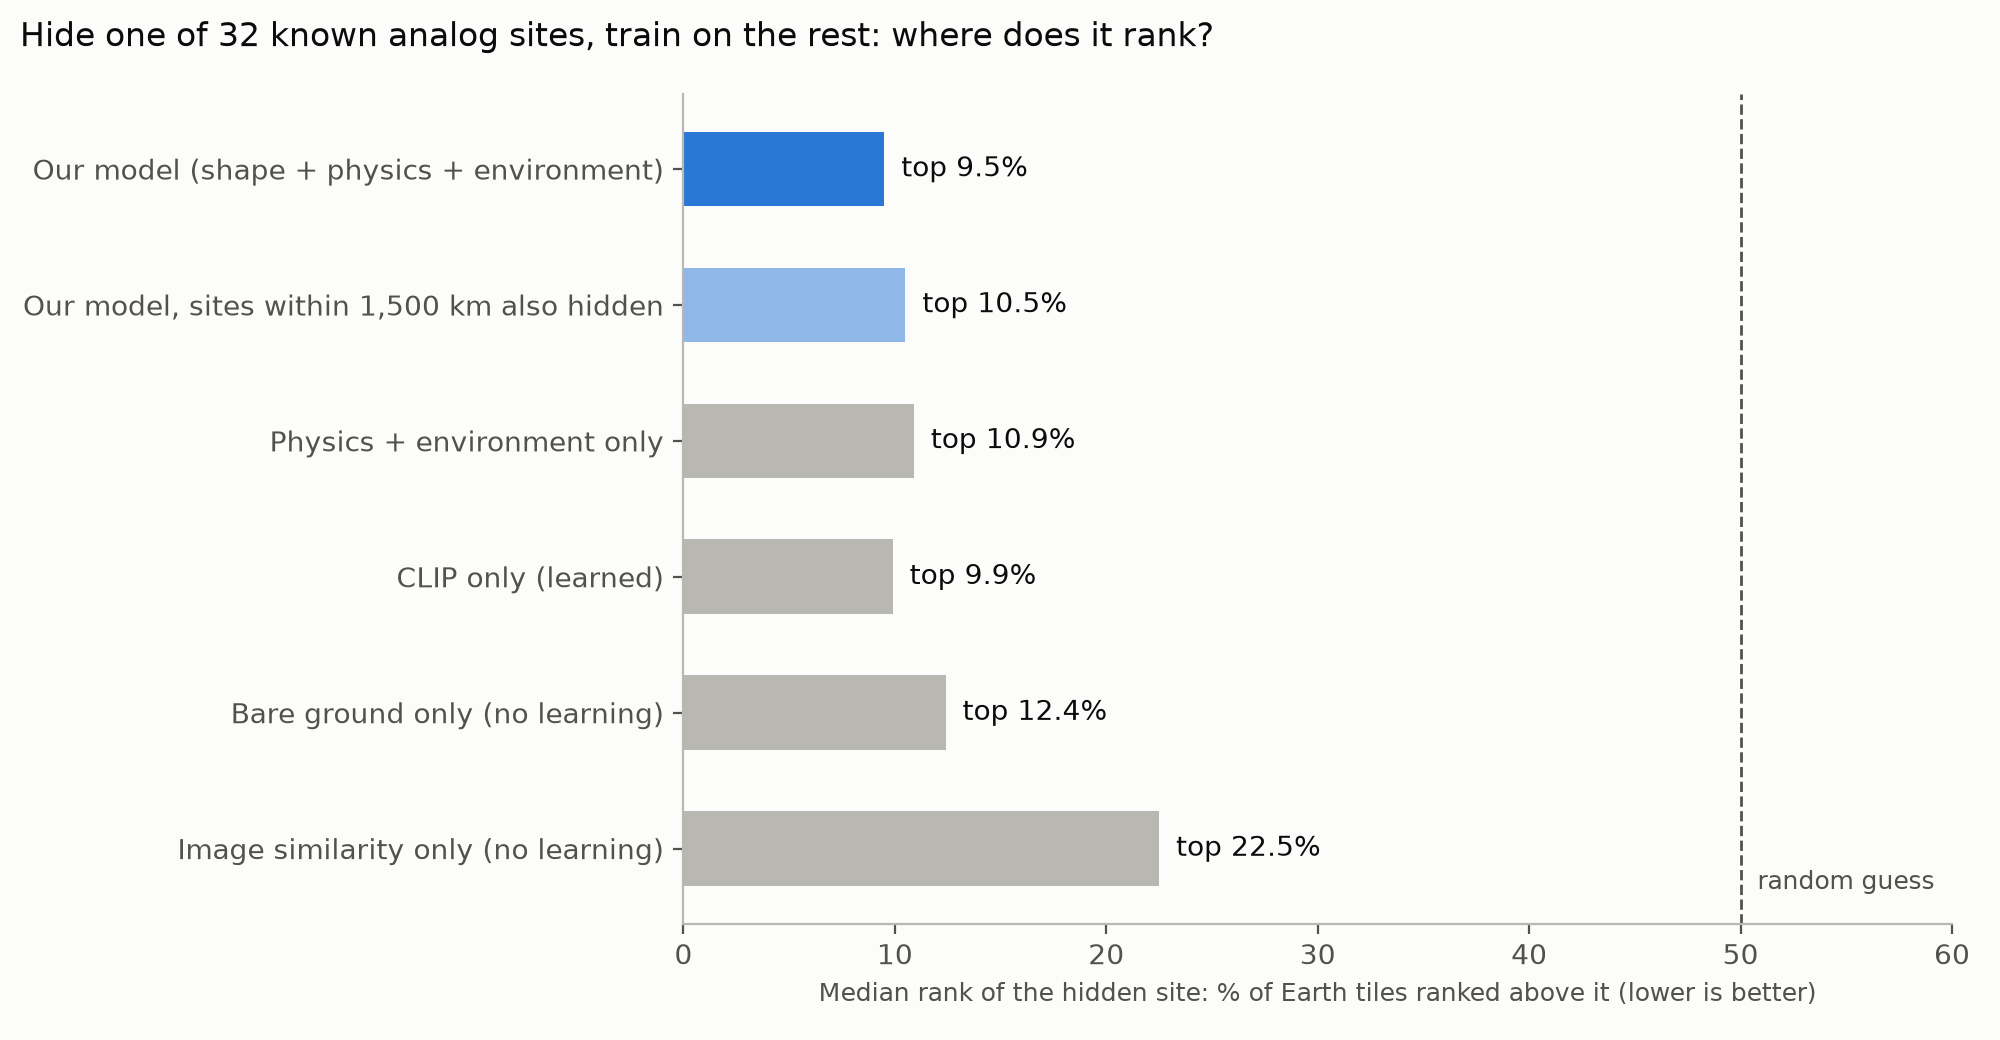 Hide one of 32 known analog sites, train on the rest: where does it rank?
Our model (shape + physics + environment)
top 9.5%
Our model, sites within 1,500 km also hidden
top 10.5%
Physics + environment only
top 10.9%
CLIP only (learned)
top 9.9%
Bare ground only (no learning)
top 12.4%
Image similarity only (no learning)
top 22.5%
random guess
0 10 20 30 40 50 60
Median rank of the hidden site: % of Earth tiles ranked above it (lower is better)